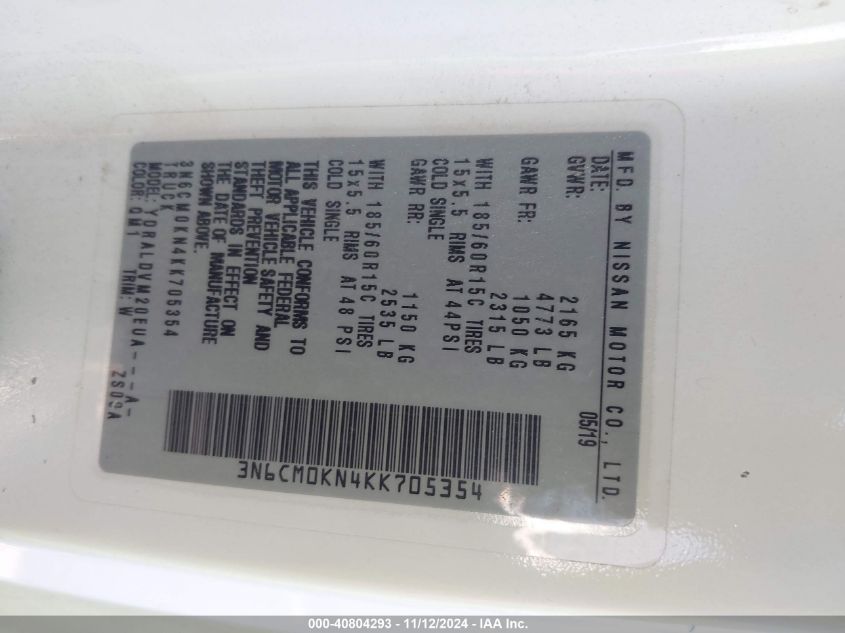 MFD. BY NISSAN MOTOR CO., LTD.
DATE: 05/19
GVWR: 2165 KG
4773 LB
GAWR FR: 1050 KG
2315 LB
WITH 185/60R15C TIRES
15x5.5 RIMS AT 44PSI
COLD SINGLE
GAWR RR: 1150 KG
2535 LB
WITH 185/60R15C TIRES
15x5.5 RIMS AT 48 PSI
COLD SINGLE
THIS VEHICLE CONFORMS TO
ALL APPLICABLE FEDERAL
MOTOR VEHICLE SAFETY AND
THEFT PREVENTION
STANDARDS IN EFFECT ON
THE DATE OF MANUFACTURE
SHOWN ABOVE.
3N6CM0KN4KK705354
TRUCK
MODEL: YDRALDVM20EUA---A-
COLOR: QM1 TRIM: W
3N6CM0KN4KK705354
000-40804293 - 11/12/2024 - IAA Inc.